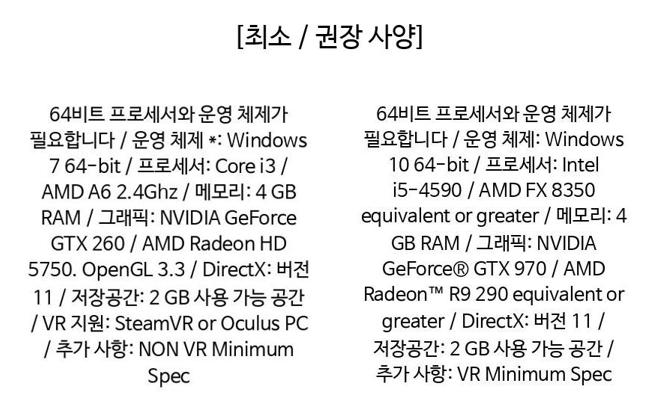 [최소 / 권장 사양]
64비트 프로세서와 운영 체제가
필요합니다 / 운영 체제 *: Windows
7 64-bit / 프로세서: Core i3 /
AMD A6 2.4Ghz / 메모리: 4 GB
RAM / 그래픽: NVIDIA GeForce
GTX 260 / AMD Radeon HD
5750. OpenGL 3.3 / DirectX: 버전
11 / 저장공간: 2 GB 사용 가능 공간
/ VR 지원: SteamVR or Oculus PC
/ 추가 사항: NON VR Minimum
Spec
64비트 프로세서와 운영 체제가
필요합니다 / 운영 체제: Windows
10 64-bit / 프로세서: Intel
i5-4590 / AMD FX 8350
equivalent or greater / 메모리: 4
GB RAM / 그래픽: NVIDIA
GeForce® GTX 970 / AMD
Radeon™ R9 290 equivalent or
greater / DirectX: 버전 11 /
저장공간: 2 GB 사용 가능 공간 /
추가 사항: VR Minimum Spec